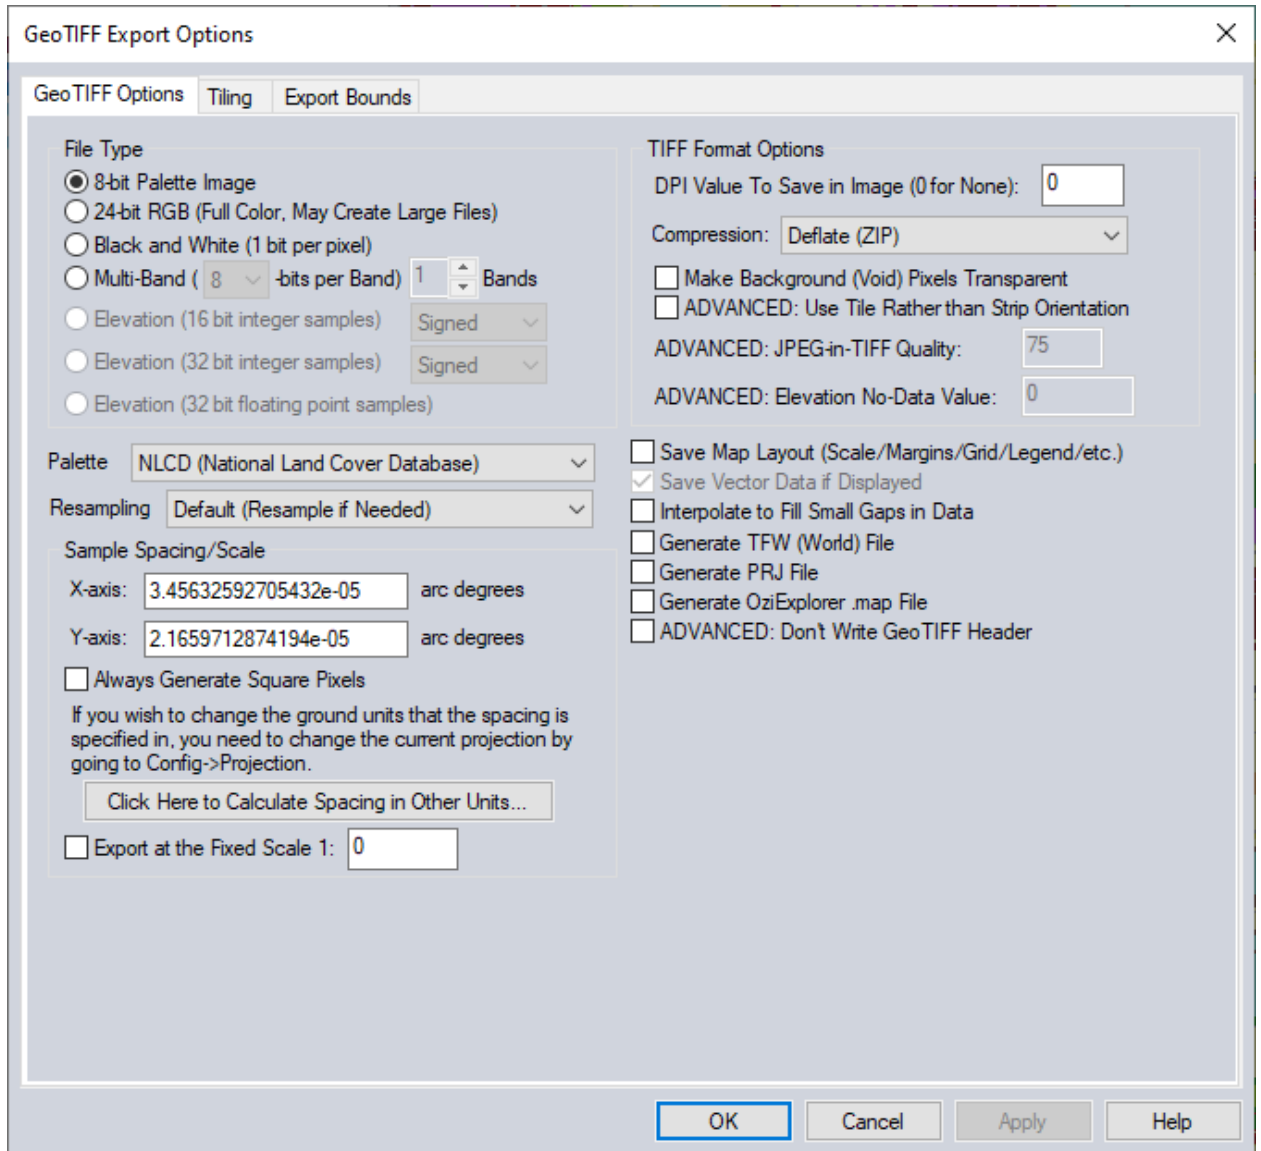 GeoTIFF Export Options
GeoTIFF Options
Tiling
Export Bounds
File Type
8-bit Palette Image
24-bit RGB (Full Color, May Create Large Files)
Black and White (1 bit per pixel)
Multi-Band ( 8 -bits per Band) 1 Bands
Elevation (16 bit integer samples) Signed
Elevation (32 bit integer samples) Signed
Elevation (32 bit floating point samples)
Palette NLCD (National Land Cover Database)
Resampling Default (Resample if Needed)
Sample Spacing/Scale
X-axis: 3.45632592705432e-05 arc degrees
Y-axis: 2.1659712874194e-05 arc degrees
Always Generate Square Pixels
If you wish to change the ground units that the spacing is
specified in, you need to change the current projection by
going to Config->Projection.
Click Here to Calculate Spacing in Other Units...
Export at the Fixed Scale 1: 0
TIFF Format Options
DPI Value To Save in Image (0 for None): 0
Compression: Deflate (ZIP)
Make Background (Void) Pixels Transparent
ADVANCED: Use Tile Rather than Strip Orientation
ADVANCED: JPEG-in-TIFF Quality: 75
ADVANCED: Elevation No-Data Value: 0
Save Map Layout (Scale/Margins/Grid/Legend/etc.)
Save Vector Data if Displayed
Interpolate to Fill Small Gaps in Data
Generate TFW (World) File
Generate PRJ File
Generate OziExplorer .map File
ADVANCED: Don't Write GeoTIFF Header
OK
Cancel
Apply
Help